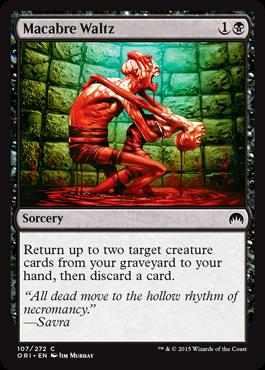 Macabre Waltz 1
Sorcery
Return up to two target creature
cards from your graveyard to your
hand, then discard a card.
“All dead move to the hollow rhythm of
necromancy.”
—Savra
107/272 C
ORI • EN JIM MURRAY
™ & © 2015 Wizards of the Coast